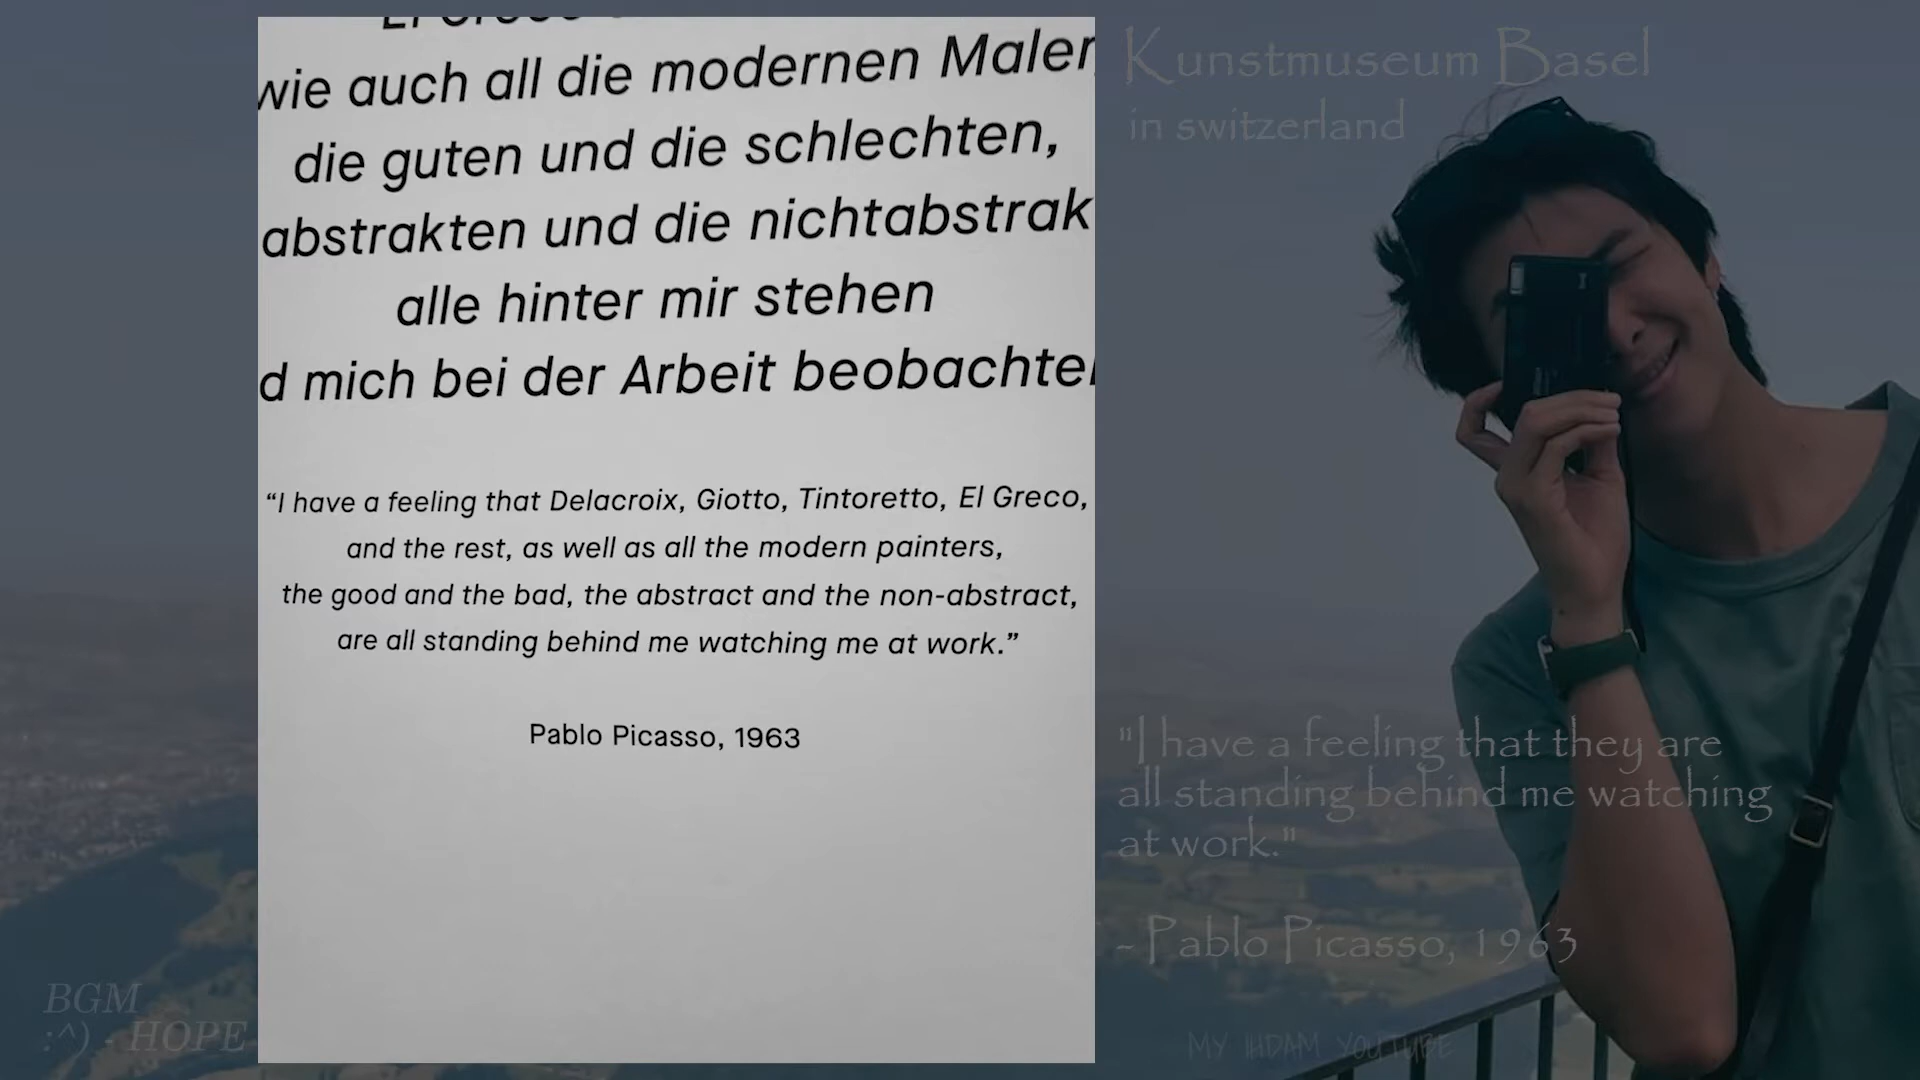 wie auch all die modernen Maler,
die guten und die schlechten,
abstrakten und die nichtabstrak
alle hinter mir stehen
d mich bei der Arbeit beobachte
“I have a feeling that Delacroix, Giotto, Tintoretto, El Greco,
and the rest, as well as all the modern painters,
the good and the bad, the abstract and the non-abstract,
are all standing behind me watching me at work.”
Pablo Picasso, 1963
Kunstmuseum Basel
in switzerland
"I have a feeling that they are
all standing behind me watching
at work."
- Pablo Picasso, 1963
BGM
:^) - HOPE
MY IHDAM YOUTUBE